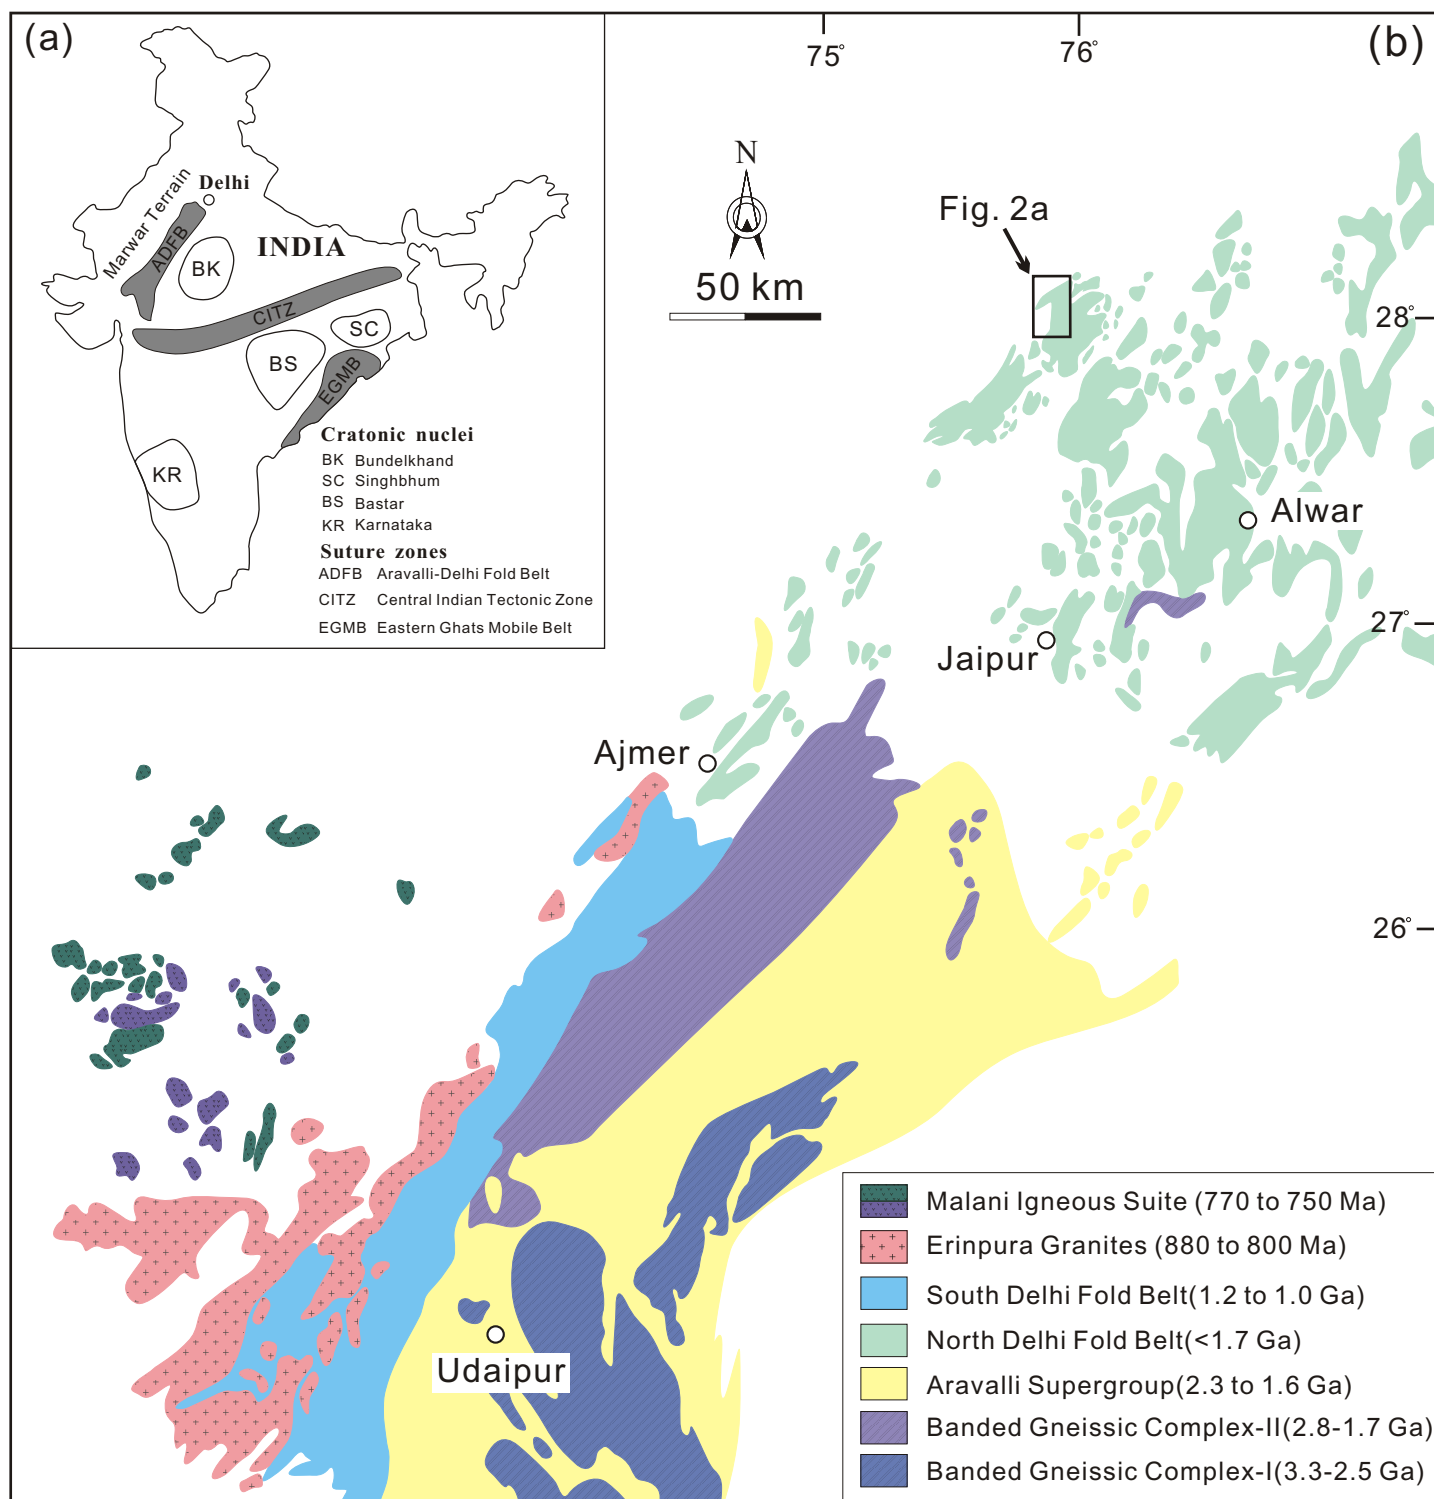 (a)
Delhi
Marwar Terrain
ADFB
BK
INDIA
CITZ
SC
BS
EGMB
KR
Cratonic nuclei
BK Bundelkhand
SC Singhbhum
BS Bastar
KR Karnataka
Suture zones
ADFB Aravalli-Delhi Fold Belt
CITZ Central Indian Tectonic Zone
EGMB Eastern Ghats Mobile Belt
75° 76° (b)
N
50 km
Fig. 2a
28°
Alwar
27°
Jaipur
Ajmer
26°
Udaipur
Malani Igneous Suite (770 to 750 Ma)
Erinpura Granites (880 to 800 Ma)
South Delhi Fold Belt(1.2 to 1.0 Ga)
North Delhi Fold Belt(<1.7 Ga)
Aravalli Supergroup(2.3 to 1.6 Ga)
Banded Gneissic Complex-II(2.8-1.7 Ga)
Banded Gneissic Complex-I(3.3-2.5 Ga)